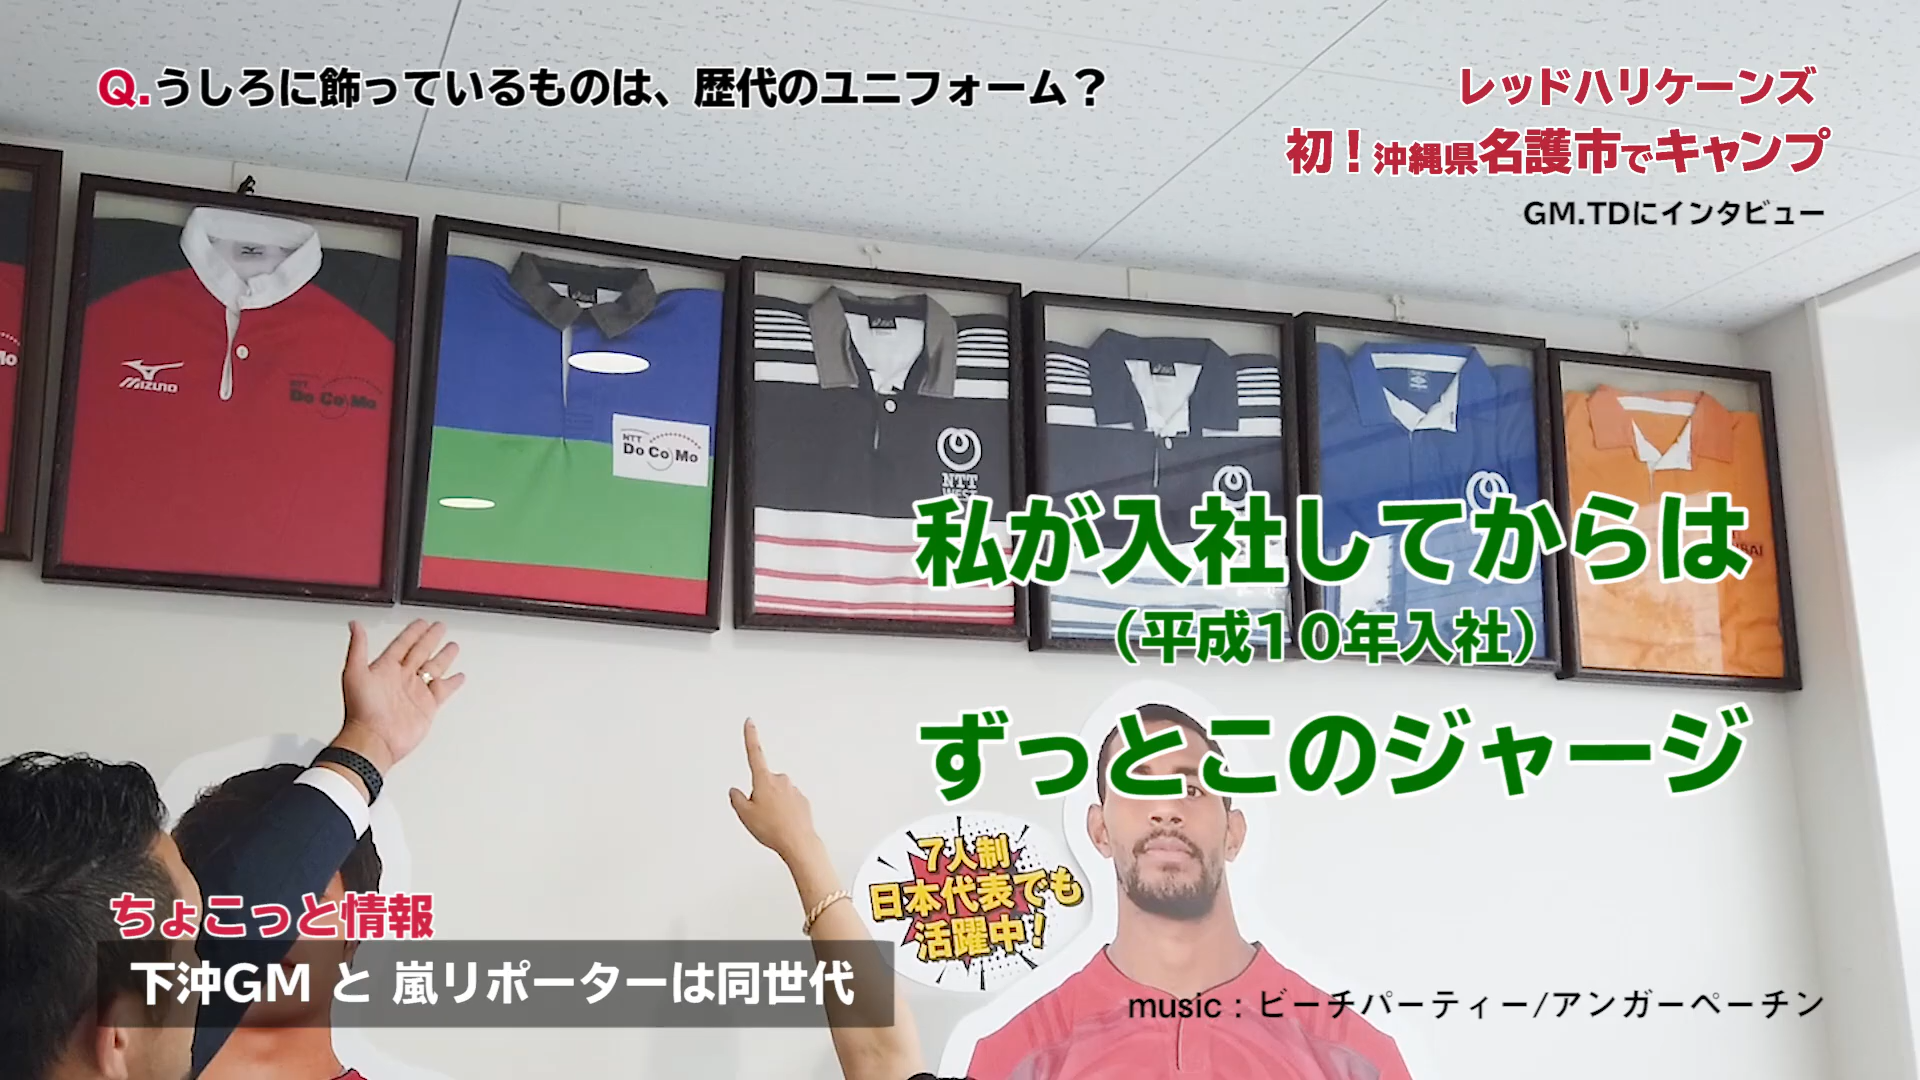 Q.うしろに飾っているものは、歴代のユニフォーム？
レッドハリケーンズ
初！沖縄県名護市でキャンプ
GM.TDにインタビュー
MIZUNO
NTT
Do Co Mo
NTT
Do Co Mo
NTT
WEST
私が入社してからは
（平成10年入社）
ずっとこのジャージ
7人制
日本代表でも
活躍中！
ちょこっと情報
下沖GM と 嵐リポーターは同世代
music：ビーチパーティー/アンガーペーチン